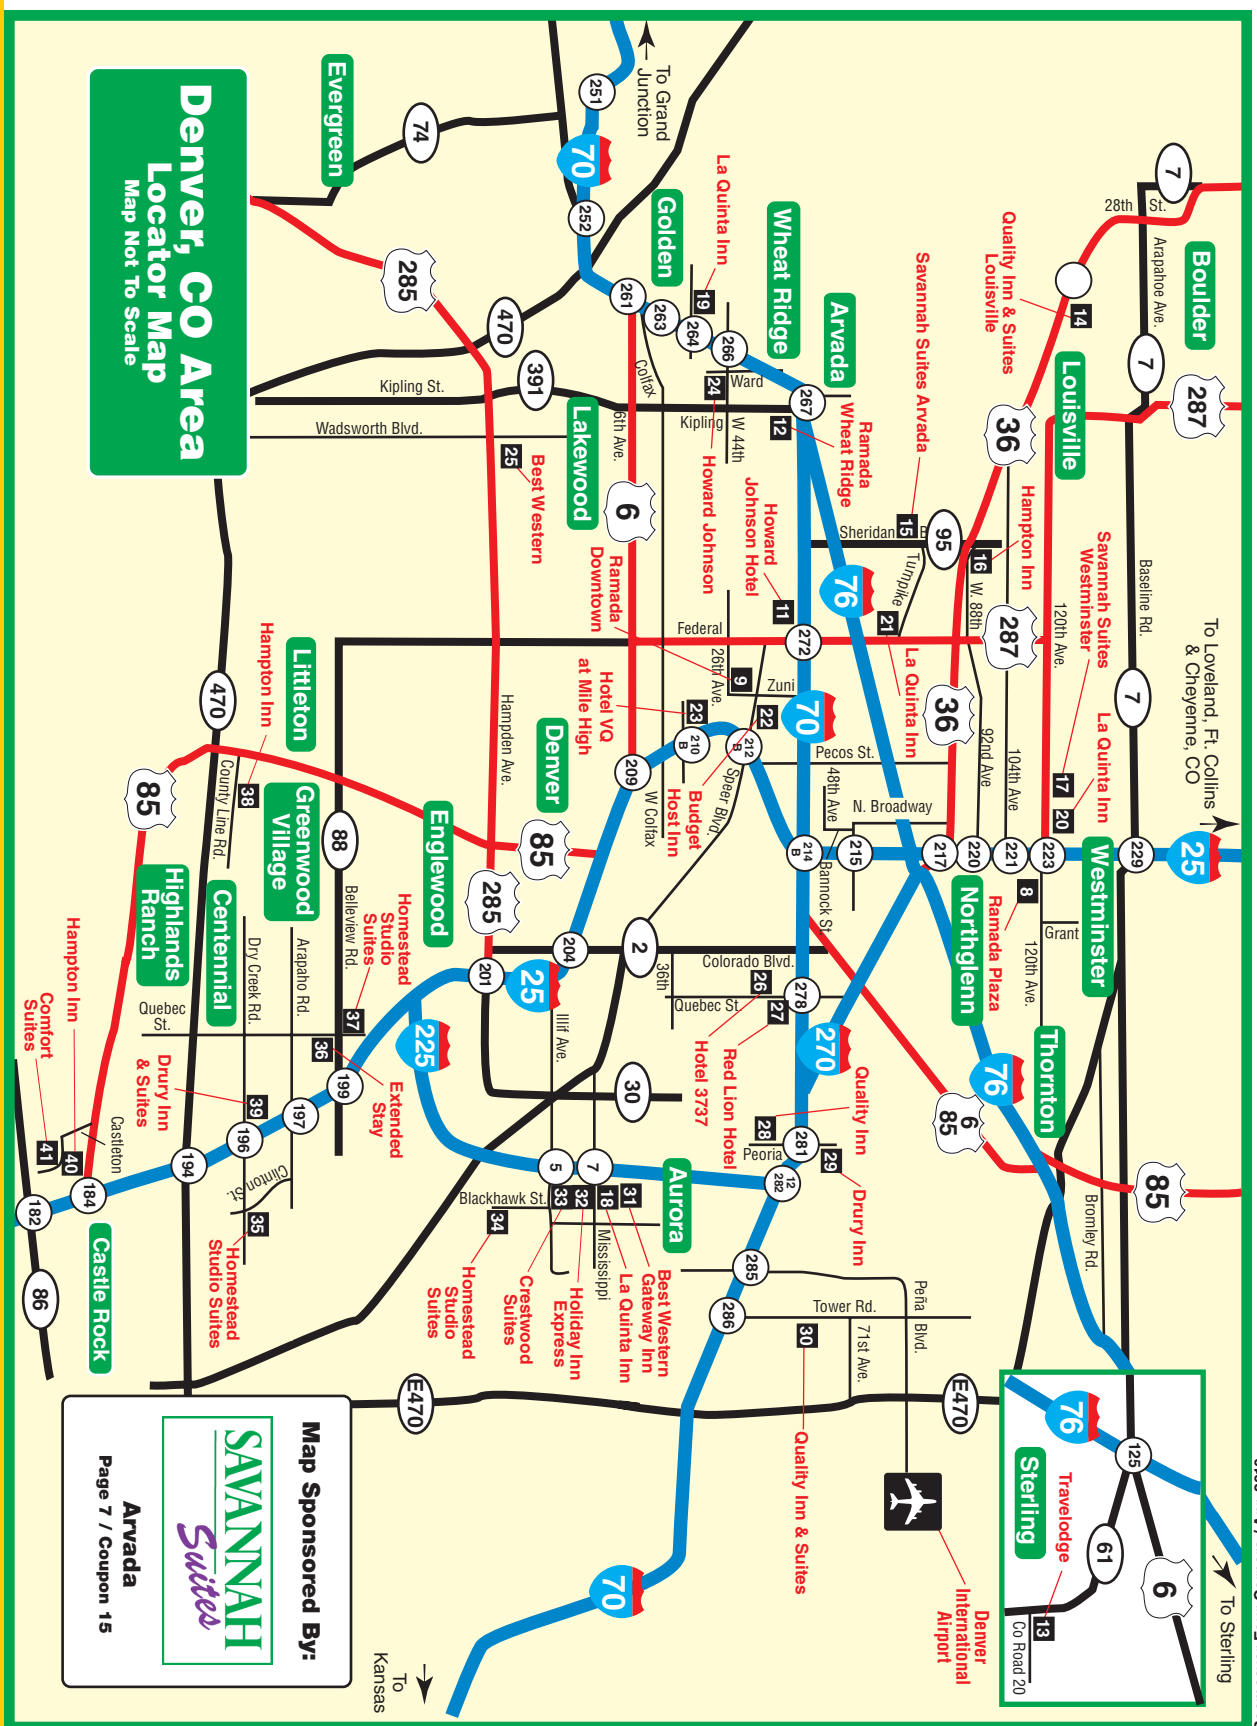 Denver, CO Area
Locator Map
Map Not To Scale
To Grand
Junction
To Loveland, Ft. Collins
& Cheyenne, CO
To Sterling
To
Kansas
Boulder
Louisville
Arvada
Wheat Ridge
Golden
Evergreen
Lakewood
Westminster
Northglenn
Thornton
Denver
Englewood
Littleton
Greenwood
Village
Centennial
Highlands
Ranch
Aurora
Castle Rock
Sterling
Quality Inn & Suites
Louisville
14
Savannah Suites Arvada
15
Hampton Inn
16
Savannah Suites
Westminster
17
La Quinta Inn
20
La Quinta Inn
19
Ramada
Wheat Ridge
12
Howard
Johnson Hotel
11
Howard Johnson
24
La Quinta Inn
21
Best Western
25
Ramada
Downtown
9
Hotel VQ
at Mile High
23
Budget
Host Inn
22
Ramada Plaza
8
Hampton Inn
38
Homestead
Studio
Suites
37
Extended
Stay
36
Drury Inn
& Suites
39
Homestead
Studio Suites
35
Hampton Inn
40
Comfort
Suites
41
Hotel 3737
26
Red Lion Hotel
27
Quality Inn
28
Drury Inn
29
Best Western
Gateway Inn
31
La Quinta Inn
18
Holiday Inn
Express
32
Crestwood
Suites
33
Homestead
Studio
Suites
34
Quality Inn & Suites
30
Denver
International
Airport
Travelodge
13
28th St.
Arapahoe Ave.
Baseline Rd.
120th Ave.
104th Ave
92nd Ave
W. 88th
Turnpike
Sheridan B
Ward
Kipling
W 44th
Colfax
6th Ave.
Kipling St.
Wadsworth Blvd.
Federal
26th Ave.
Zuni
Pecos St.
48th Ave
N. Broadway
Bannock St.
Speer Blvd.
W Colfax
Hampden Ave.
Grant
120th Ave.
Colorado Blvd.
36th
Quebec St.
Peoria
Bromley Rd.
Peña Blvd.
Tower Rd.
71st Ave.
Iliff Ave.
Mississippi
Blackhawk St.
Belleview Rd.
Arapaho Rd.
Dry Creek Rd.
County Line Rd.
Quebec
St.
Clinton St.
Castleton
Co Road 20
7
7
7
287
287
36
36
95
76
76
76
70
70
70
25
25
225
270
74
285
285
470
470
391
6
6
85
6
85
85
85
88
2
30
86
E470
E470
61
251
252
261
263
264
266
267
272
214
B
212
B
210
B
209
204
201
199
197
196
194
184
182
215
217
220
221
223
229
278
281
12
282
285
286
7
5
125
Map Sponsored By:
SAVANNAH
Suites
Arvada
Page 7 / Coupon 15